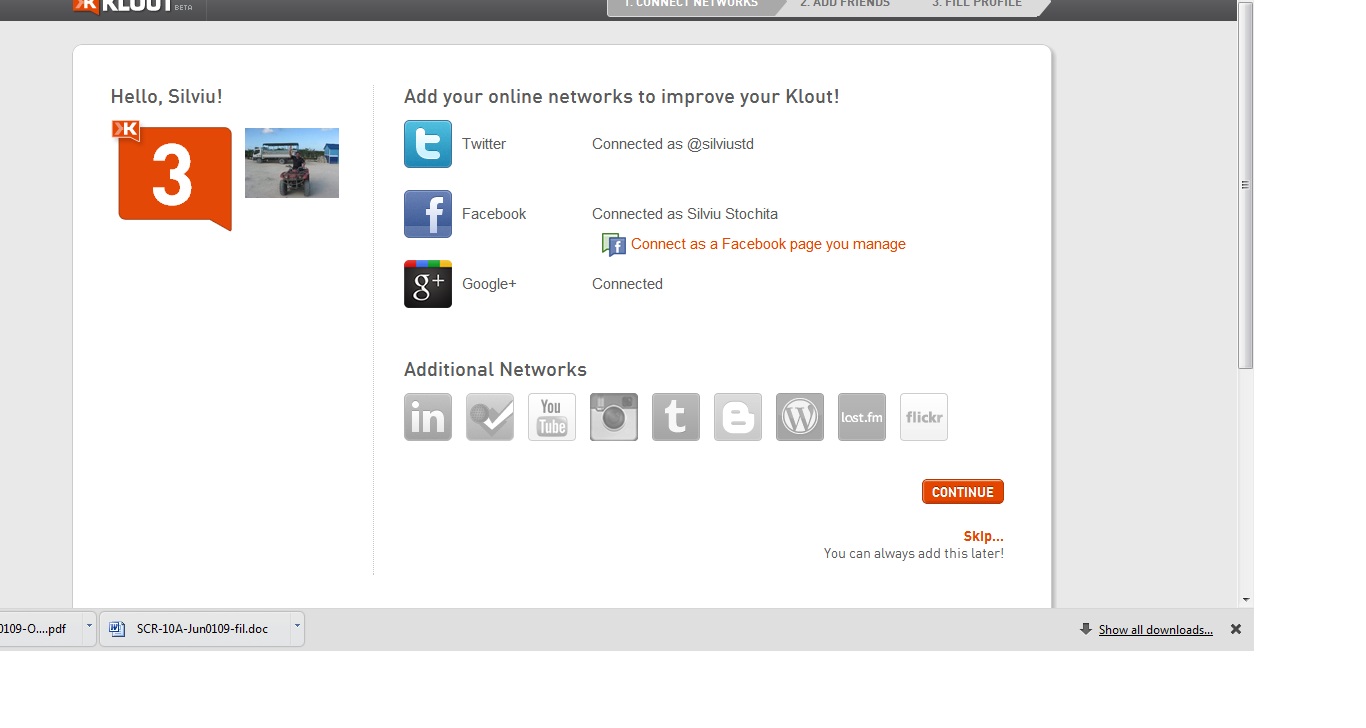 KLOUT BETA
1. CONNECT NETWORKS 2. ADD FRIENDS 3. FILL PROFILE
Hello, Silviu!
K
3
Add your online networks to improve your Klout!
t Twitter Connected as @silviustd
f Facebook Connected as Silviu Stochita
f Connect as a Facebook page you manage
g+ Google+ Connected
Additional Networks
in You Tube t B W last.fm flickr
CONTINUE
Skip...
You can always add this later!
0109-O....pdf SCR-10A-Jun0109-fil.doc Show all downloads...